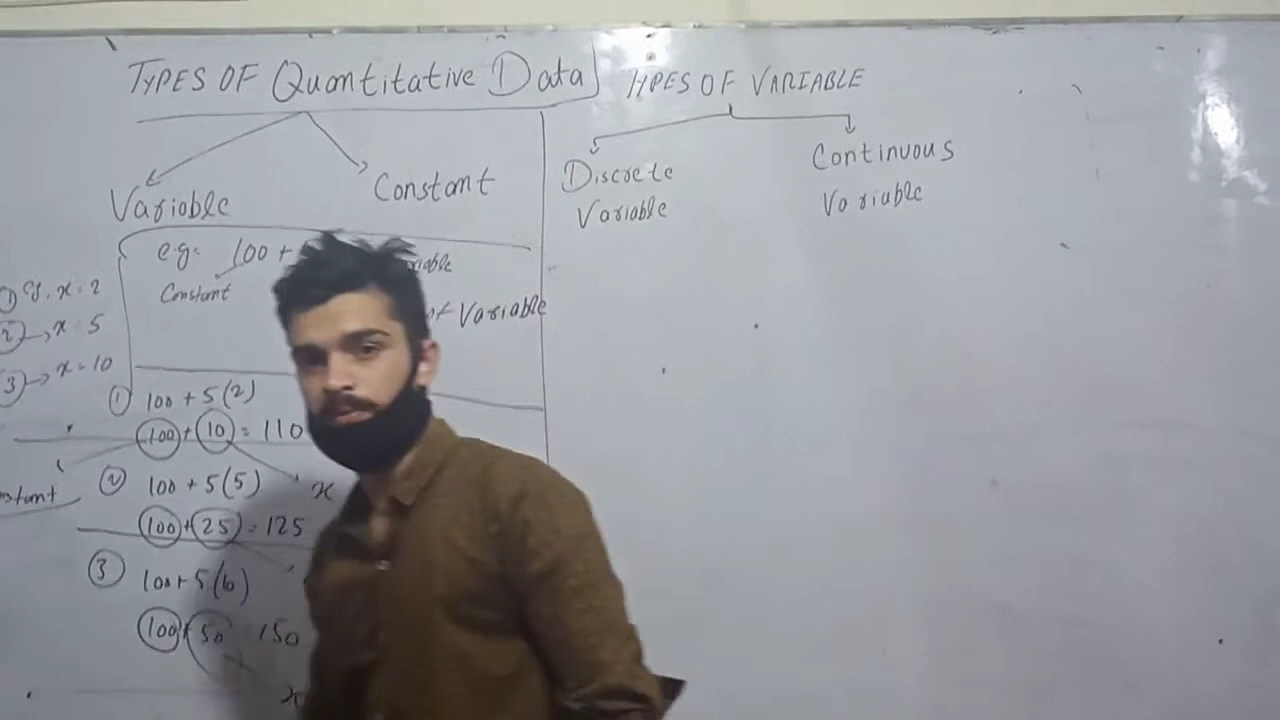 TYPES OF Quantitative Data
Variable
Constant
e.g: 100 +
Constant
of Variable
x = 2
2 → x = 5
3 → x = 10
1 100 + 5(2)
100 + 10 = 110
2 100 + 5(5)
x
100 + 25 = 125
3 100 + 5(10)
100 + 50 150
x
TYPES OF VARIABLE
Discrete
Variable
Continuous
Variable